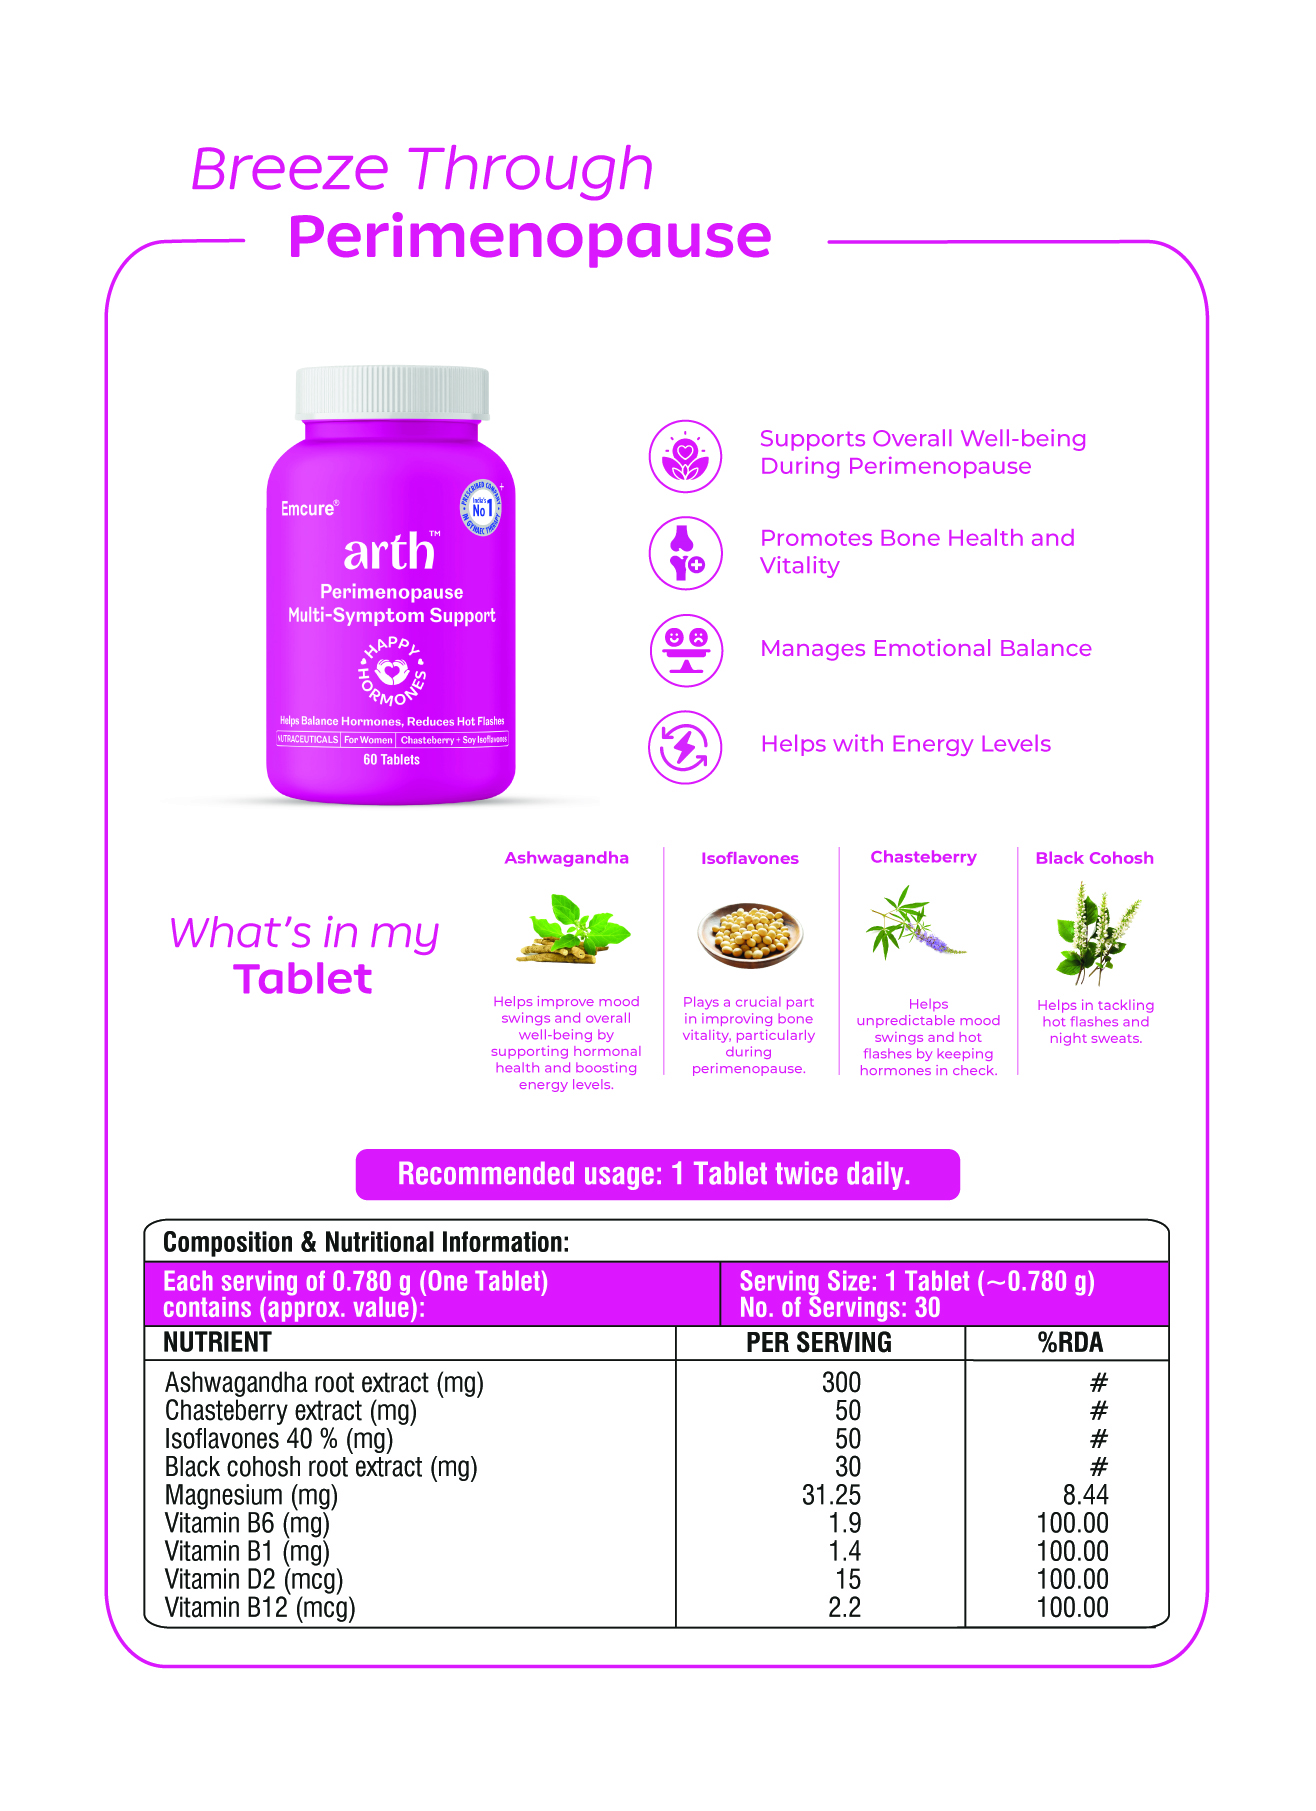 Breeze Through
Perimenopause
Emcure®
PRESCRIBED COMPANY
India's
No 1
IN GYNAEC THERAPY
arth™
Perimenopause
Multi-Symptom Support
HAPPY
HORMONES
Helps Balance Hormones, Reduces Hot Flashes
NUTRACEUTICALS | For Women | Chasteberry + Soy Isoflavones
60 Tablets
Supports Overall Well-being
During Perimenopause
Promotes Bone Health and
Vitality
Manages Emotional Balance
Helps with Energy Levels
What's in my
Tablet
Ashwagandha
Helps improve mood
swings and overall
well-being by
supporting hormonal
health and boosting
energy levels.
Isoflavones
Plays a crucial part
in improving bone
vitality, particularly
during
perimenopause.
Chasteberry
Helps
unpredictable mood
swings and hot
flashes by keeping
hormones in check.
Black Cohosh
Helps in tackling
hot flashes and
night sweats.
Recommended usage: 1 Tablet twice daily.
Composition & Nutritional Information:
Each serving of 0.780 g (One Tablet)
contains (approx. value):
Serving Size: 1 Tablet (~0.780 g)
No. of Servings: 30
NUTRIENT PER SERVING %RDA
Ashwagandha root extract (mg) 300 #
Chasteberry extract (mg) 50 #
Isoflavones 40 % (mg) 50 #
Black cohosh root extract (mg) 30 #
Magnesium (mg) 31.25 8.44
Vitamin B6 (mg) 1.9 100.00
Vitamin B1 (mg) 1.4 100.00
Vitamin D2 (mcg) 15 100.00
Vitamin B12 (mcg) 2.2 100.00